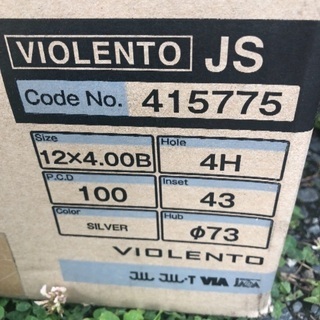 VIOLENTO JS
Code No. 415775
Size Hole
12×4.00B 4H
P.C.D Inset
100 43
Color Hub
SILVER φ73
VIOLENTO
JWL JWL-T VIA